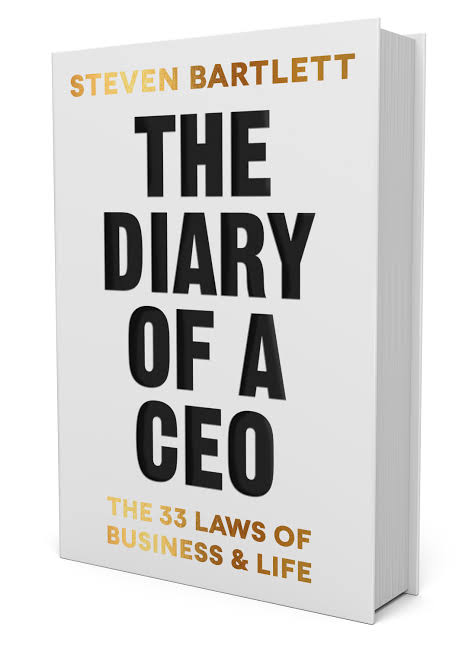 STEVEN BARTLETT
THE
DIARY
OF A
CEO
THE 33 LAWS OF
BUSINESS & LIFE